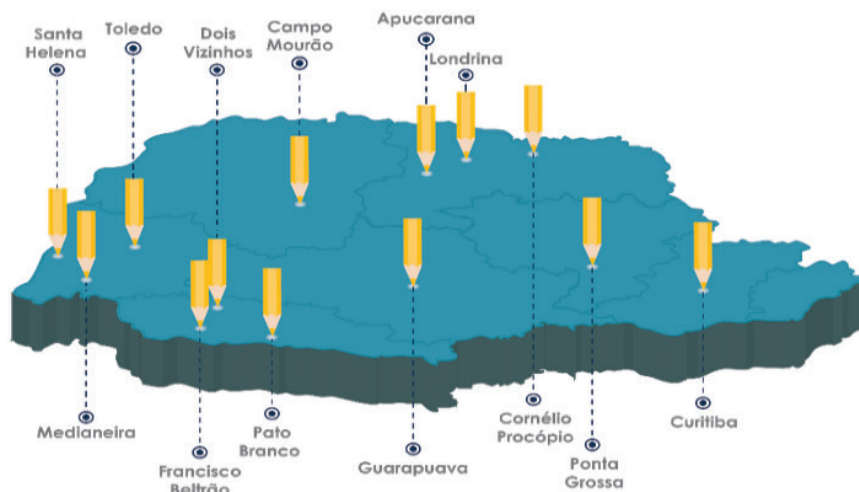 Santa
Helena
Toledo
Dois
Vizinhos
Campo
Mourão
Apucarana
Londrina
Medianeira
Francisco
Beltrão
Pato
Branco
Guarapuava
Cornélio
Procópio
Ponta
Grossa
Curitiba